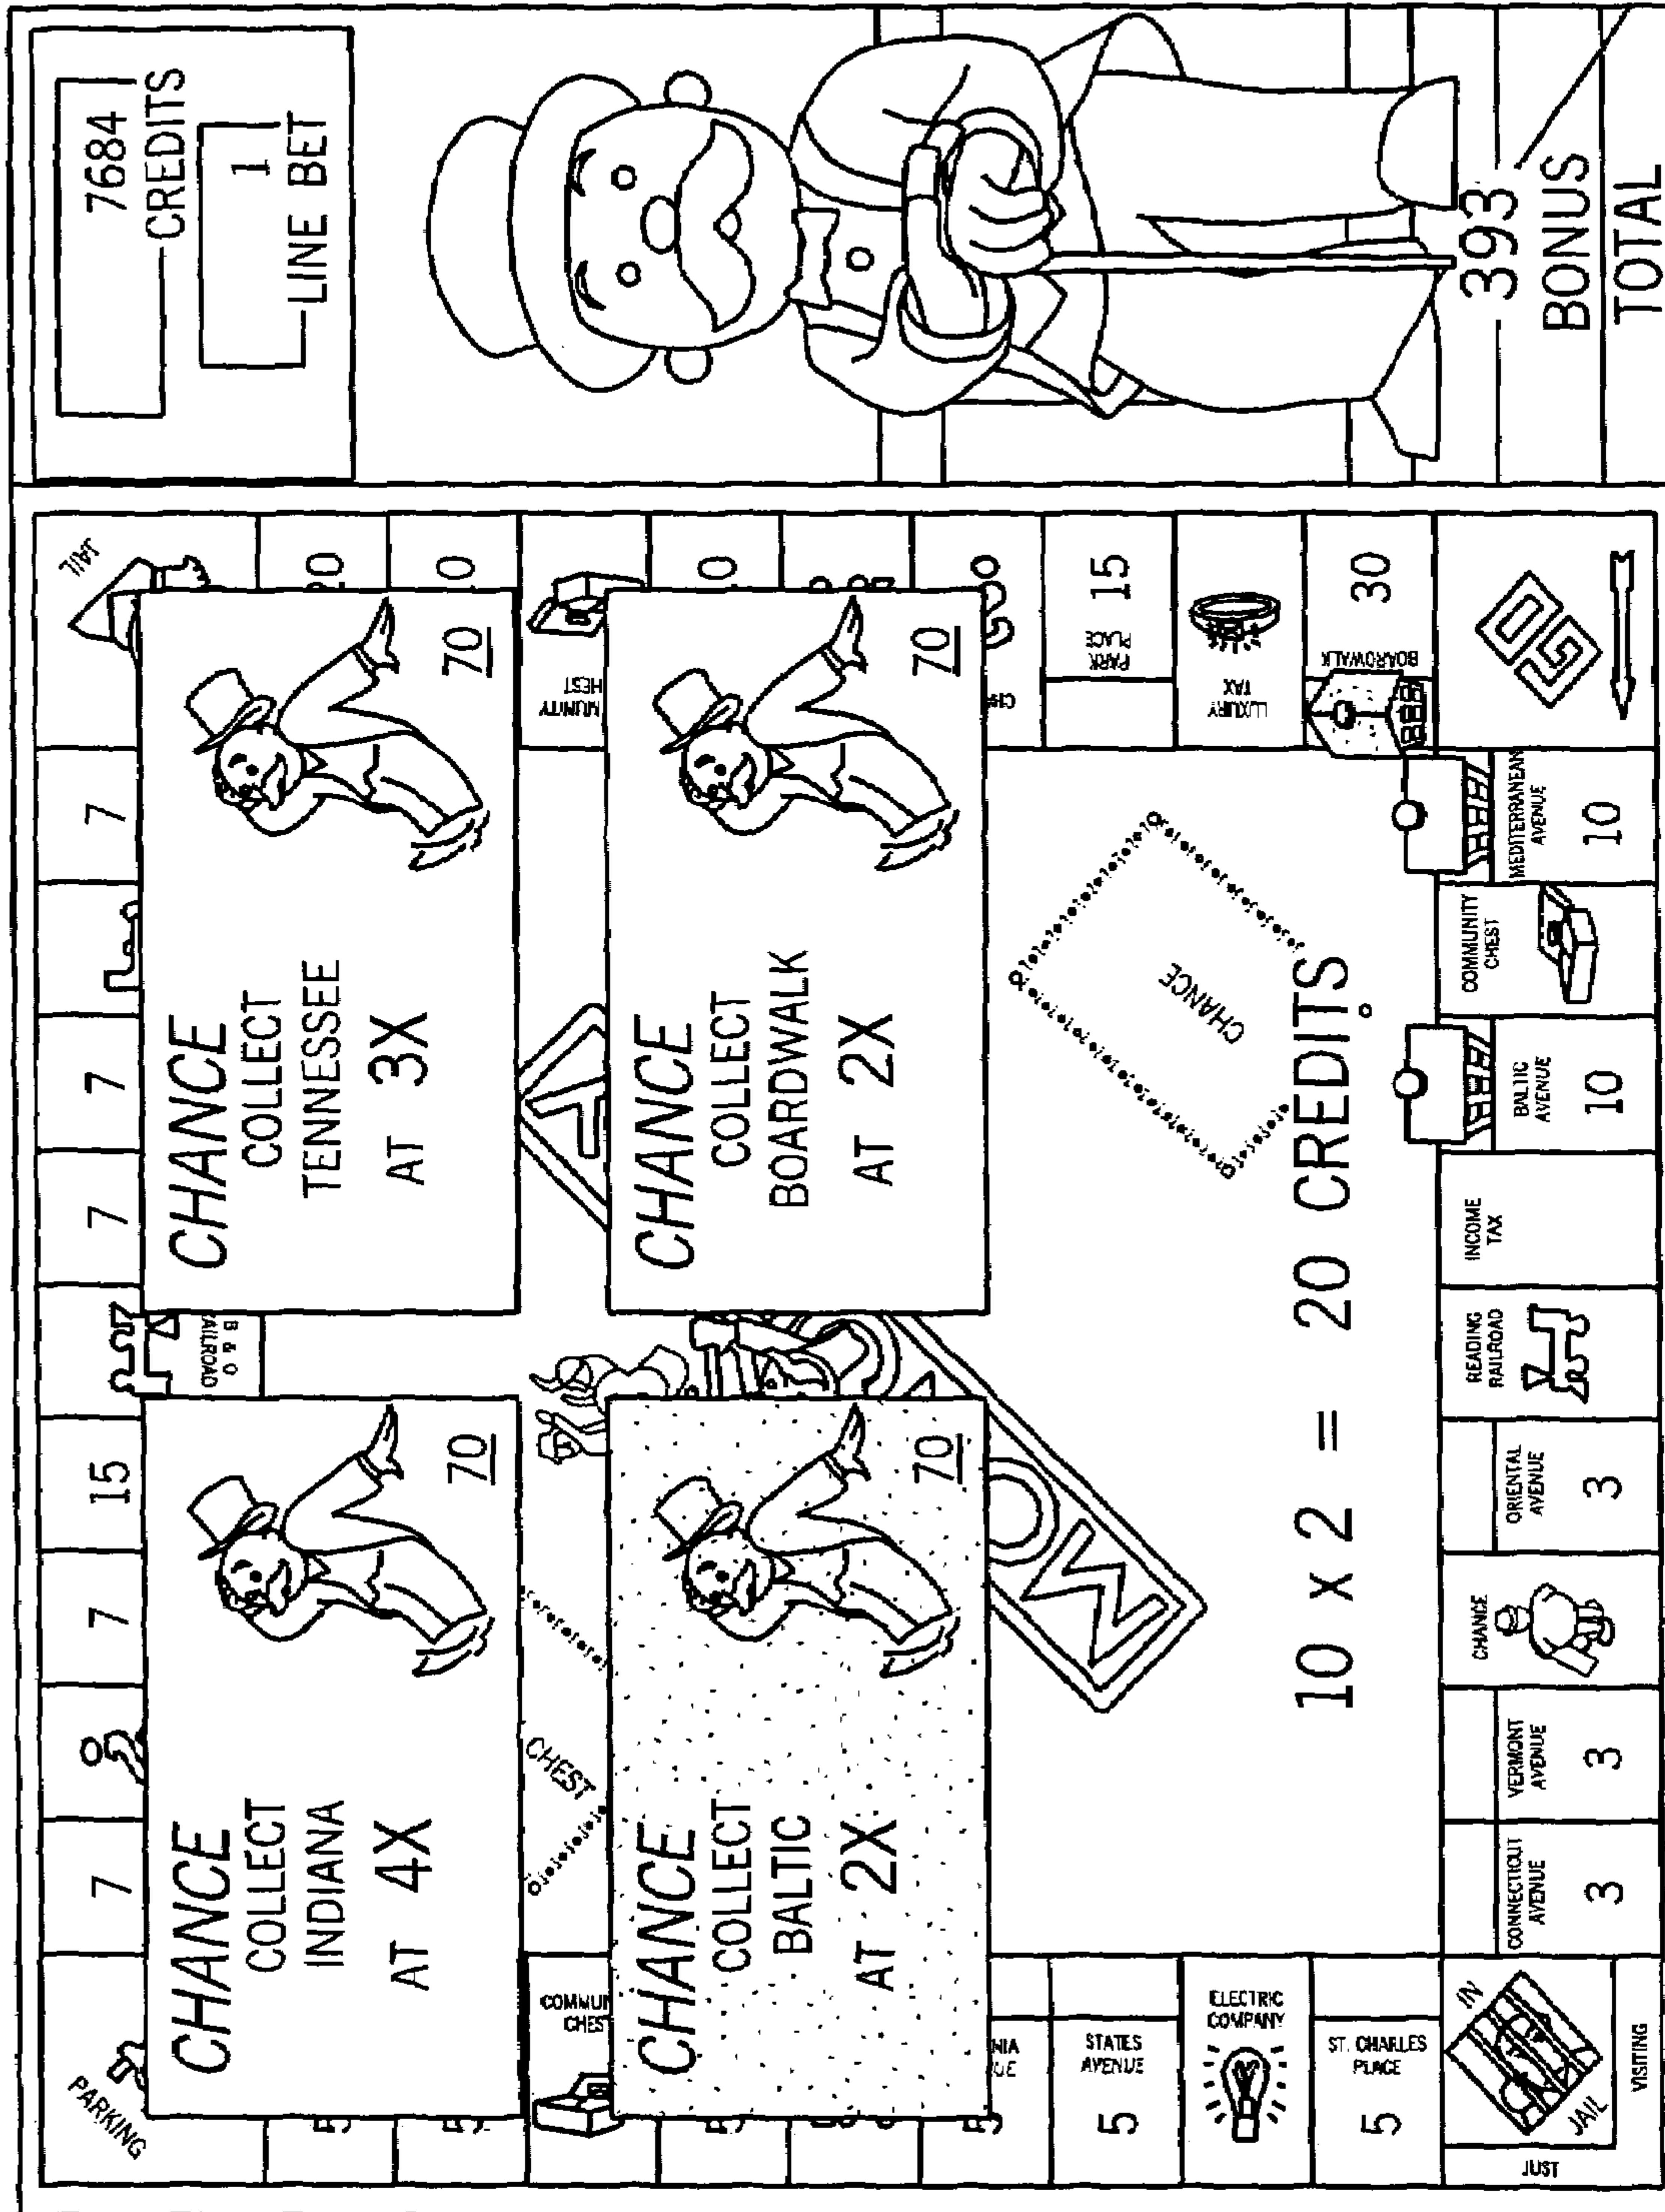 7684
CREDITS
1
LINE BET
393
BONUS
TOTAL
PARKING
7
7
7
15
7
7
7
JAIL
B & O
CHANCE
COLLECT
INDIANA
AT 4X
70
CHANCE
COLLECT
TENNESSEE
AT 3X
70
CHANCE
COLLECT
BALTIC
AT 2X
70
CHANCE
COLLECT
BOARDWALK
AT 2X
70
CHEST
CHANCE
10 x 2 = 20 CREDITS
STATES
AVENUE
5
ELECTRIC
COMPANY
ST. CHARLES
PLACE
5
PARK
PLACE
15
LUXURY
TAX
BOARDWALK
30
IN
JAIL
JUST
VISITING
CONNECTICUT
AVENUE
3
VERMONT
AVENUE
3
CHANCE
ORIENTAL
AVENUE
3
READING
RAILROAD
INCOME
TAX
BALTIC
AVENUE
10
COMMUNITY
CHEST
MEDITERRANEAN
AVENUE
10
GO